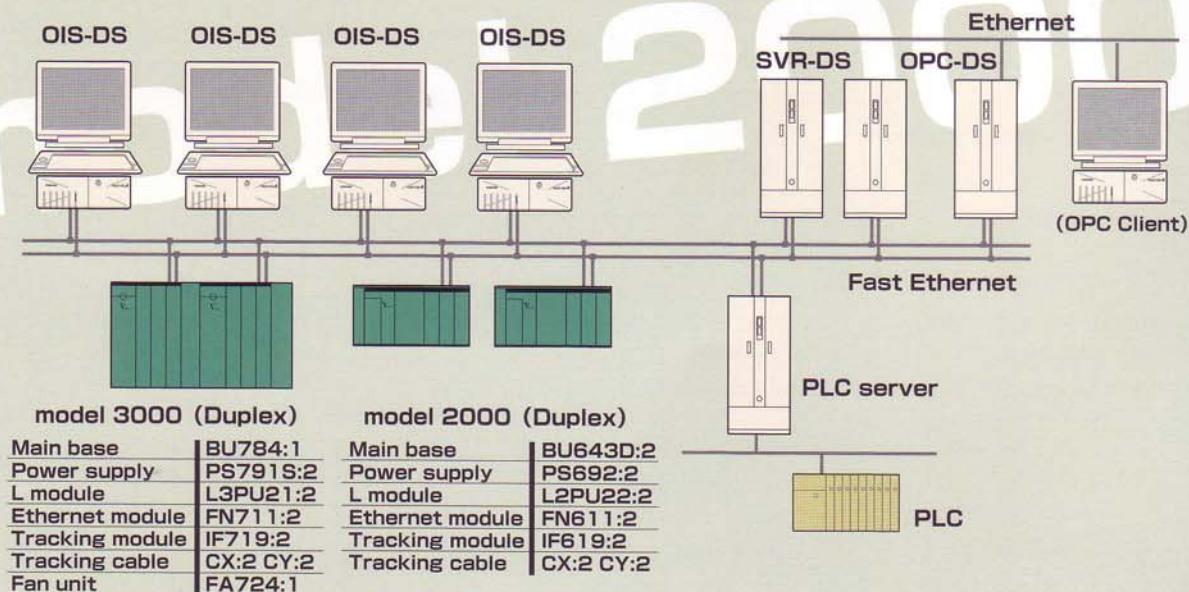 model 2000
OIS-DS OIS-DS OIS-DS OIS-DS
Ethernet
SVR-DS OPC-DS
(OPC Client)
Fast Ethernet
PLC server
PLC
model 3000 (Duplex)
Main base BU784:1
Power supply PS791S:2
L module L3PU21:2
Ethernet module FN711:2
Tracking module IF719:2
Tracking cable CX:2 CY:2
Fan unit FA724:1
model 2000 (Duplex)
Main base BU643D:2
Power supply PS692:2
L module L2PU22:2
Ethernet module FN611:2
Tracking module IF619:2
Tracking cable CX:2 CY:2